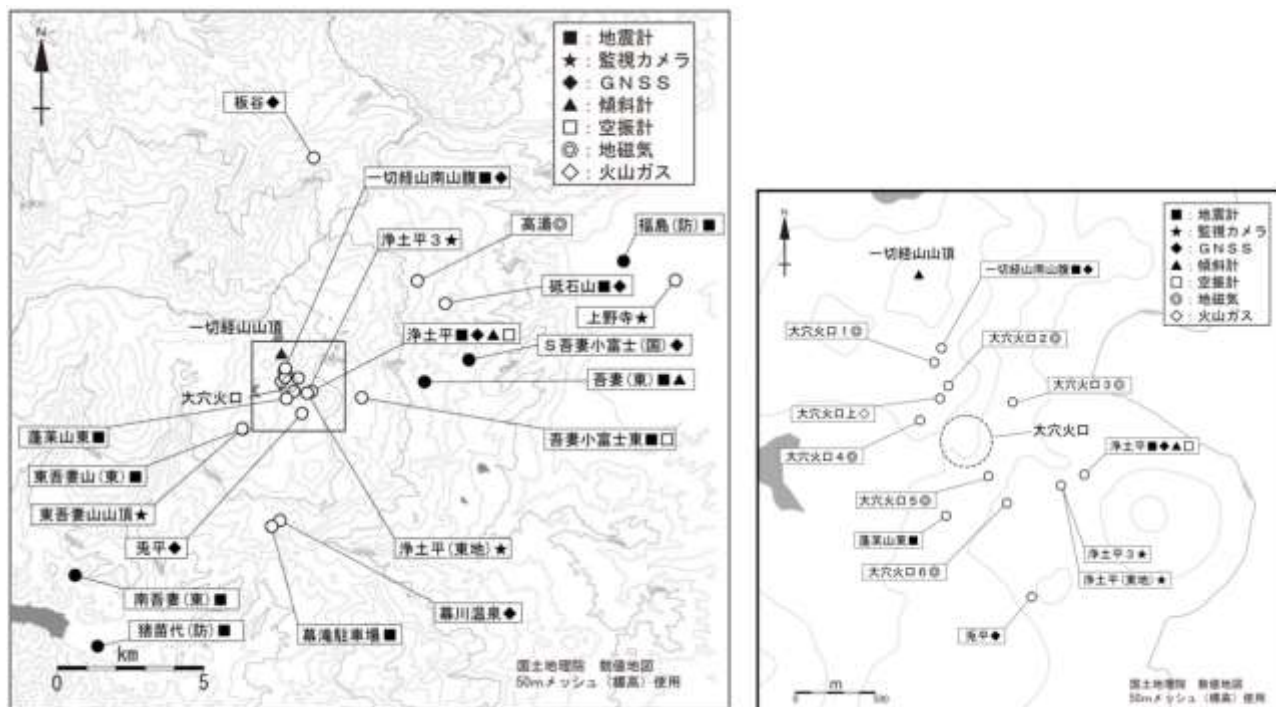 N
■：地震計
★：監視カメラ
◆：GNSS
▲：傾斜計
□：空振計
◎：地磁気
◇：火山ガス
板谷◆
一切経山南山腹■◆
高湯◎
福島(防)■
浄土平3★
砥石山■◆
上野寺★
一切経山山頂
浄土平■◆▲□
S吾妻小富士(国)◆
大穴火口
吾妻(東)■▲
蓬莱山東■
吾妻小富士東■□
東吾妻山(東)■
東吾妻山山頂★
兎平◆
浄土平(東地)★
南吾妻(東)■
幕川温泉◆
猪苗代(防)■
幕滝駐車場■
km
0 5
国土地理院 数値地図
50mメッシュ(標高)使用
N
■：地震計
★：監視カメラ
◆：GNSS
▲：傾斜計
□：空振計
◎：地磁気
◇：火山ガス
一切経山山頂
一切経山南山腹■◆
大穴火口1◎
大穴火口2◎
大穴火口3◎
大穴火口上◇
大穴火口
大穴火口4◎
浄土平■◆▲□
大穴火口5◎
蓬莱山東■
浄土平3★
大穴火口6◎
浄土平(東地)★
兎平◆
m
0 500
国土地理院 数値地図
50mメッシュ(標高)使用